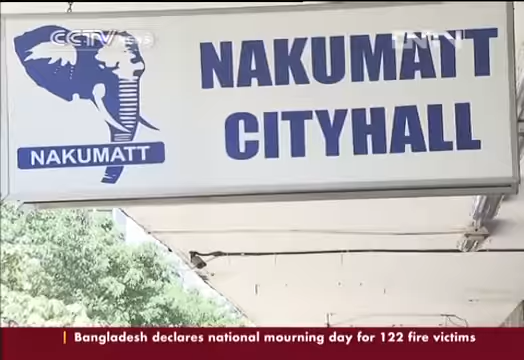 CCTV news
NAKUMATT
CITYHALL
NAKUMATT
Bangladesh declares national mourning day for 122 fire victims